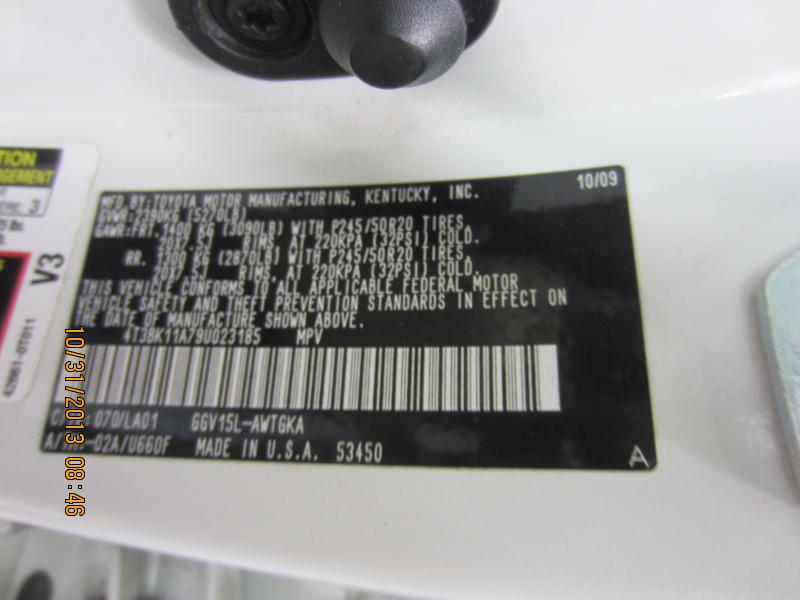 10/09
MFD.BY:TOYOTA MOTOR MANUFACTURING, KENTUCKY, INC.
GVWR:2390KG (5270LB)
GAWR:FRT.1400 KG (3090LB) WITH P245/50R20 TIRES,
20X7.5J RIMS, AT 220KPA (32PSI) COLD.
RR. 1300 KG (2870LB) WITH P245/50R20 TIRES,
20X7.5J RIMS, AT 220KPA (32PSI) COLD.
THIS VEHICLE CONFORMS TO ALL APPLICABLE FEDERAL MOTOR
VEHICLE SAFETY AND THEFT PREVENTION STANDARDS IN EFFECT ON
THE DATE OF MANUFACTURE SHOWN ABOVE.
4T3BK11A79U023185 MPV
070/LA01 GGV15L-AWTGKA
-02A/U660F MADE IN U.S.A. 53450
A
V3
10/31/2013 08:46